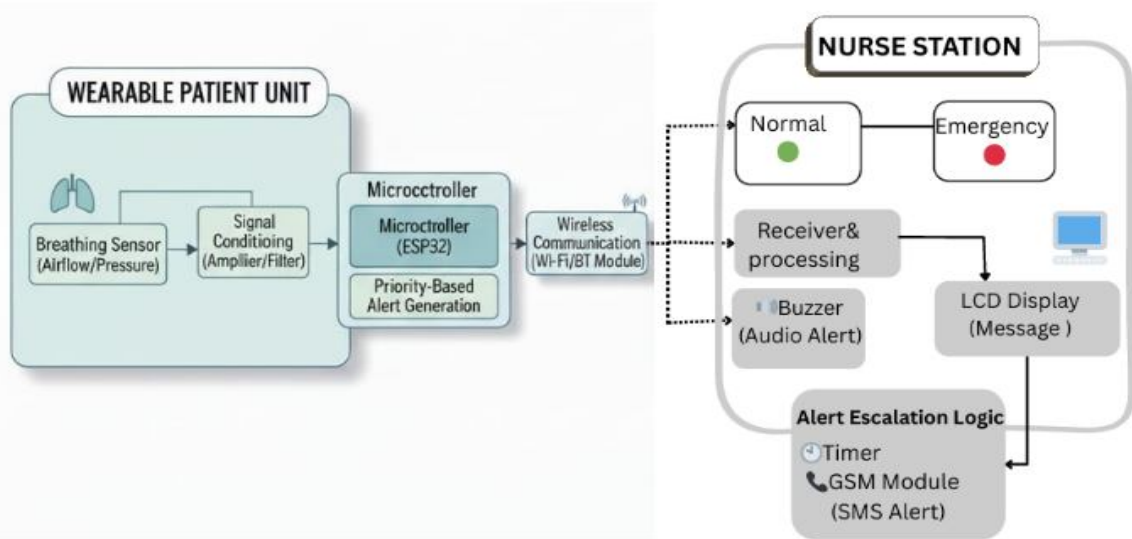 WEARABLE PATIENT UNIT
Breathing Sensor
(Airflow/Pressure)
Signal
Conditioing
(Ampllier/Filter)
Microcctroller
Microctroller
(ESP32)
Priority-Based
Alert Generation
Wireless
Communication
(Wi-Fi/BT Module)
NURSE STATION
Normal
Emergency
Receiver&
processing
Buzzer
(Audio Alert)
LCD Display
(Message )
Alert Escalation Logic
Timer
GSM Module
(SMS Alert)